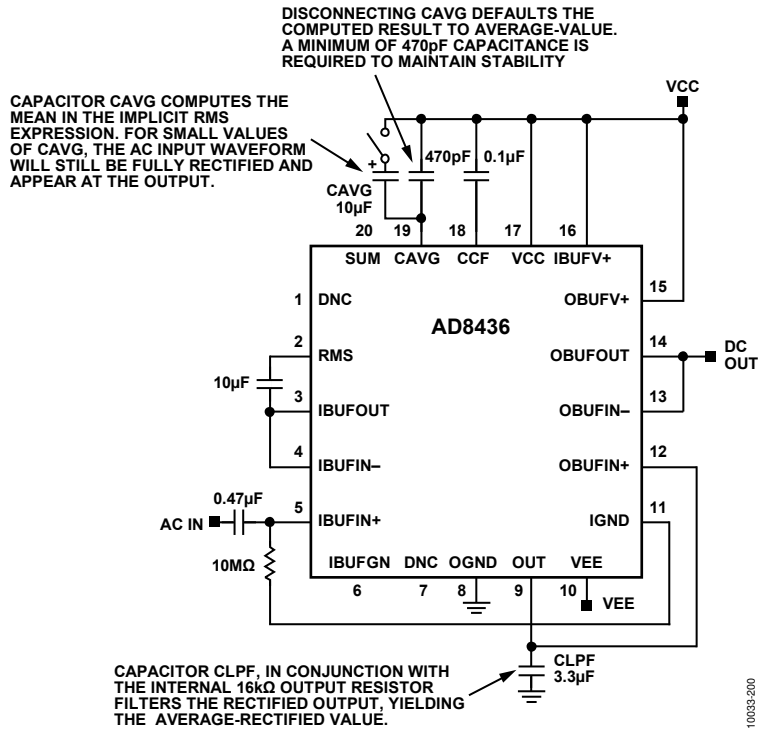 DISCONNECTING CAVG DEFAULTS THE
COMPUTED RESULT TO AVERAGE-VALUE.
A MINIMUM OF 470pF CAPACITANCE IS
REQUIRED TO MAINTAIN STABILITY
VCC
CAPACITOR CAVG COMPUTES THE
MEAN IN THE IMPLICIT RMS
EXPRESSION. FOR SMALL VALUES
OF CAVG, THE AC INPUT WAVEFORM
WILL STILL BE FULLY RECTIFIED AND
APPEAR AT THE OUTPUT.
+
470pF
0.1µF
CAVG
10µF
20 19 18 17 16
SUM CAVG CCF VCC IBUFV+
1 DNC
OBUFV+ 15
AD8436
2 RMS
OBUFOUT 14
DC
OUT
10µF
3 IBUFOUT
OBUFIN– 13
4 IBUFIN–
OBUFIN+ 12
0.47µF
AC IN
5 IBUFIN+
IGND 11
10MΩ
IBUFGN DNC OGND OUT VEE
6 7 8 9 10
VEE
CAPACITOR CLPF, IN CONJUNCTION WITH
THE INTERNAL 16kΩ OUTPUT RESISTOR
FILTERS THE RECTIFIED OUTPUT, YIELDING
THE AVERAGE-RECTIFIED VALUE.
CLPF
3.3µF
10033-200